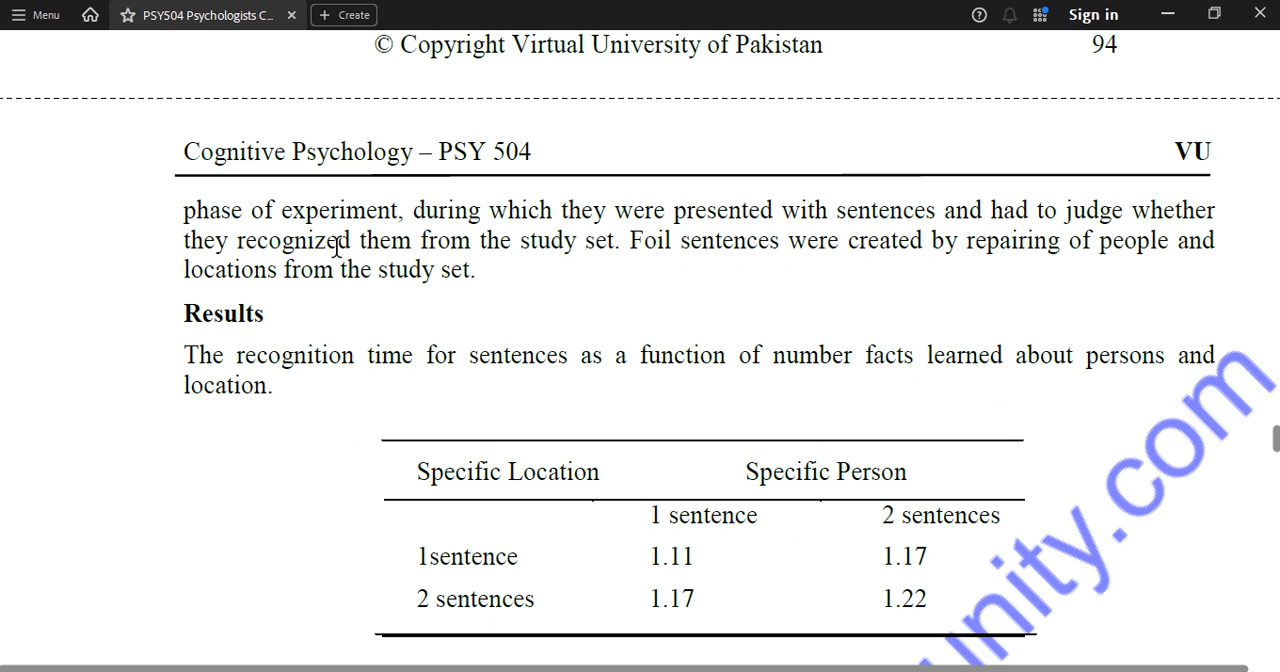 Menu
PSY504 Psychologists C...
Create
Sign in
© Copyright Virtual University of Pakistan 94
Cognitive Psychology – PSY 504 VU
phase of experiment, during which they were presented with sentences and had to judge whether
they recognized them from the study set. Foil sentences were created by repairing of people and
locations from the study set.
Results
The recognition time for sentences as a function of number facts learned about persons and
location.
Specific Location Specific Person
1 sentence 2 sentences
1sentence 1.11 1.17
2 sentences 1.17 1.22
unity.com